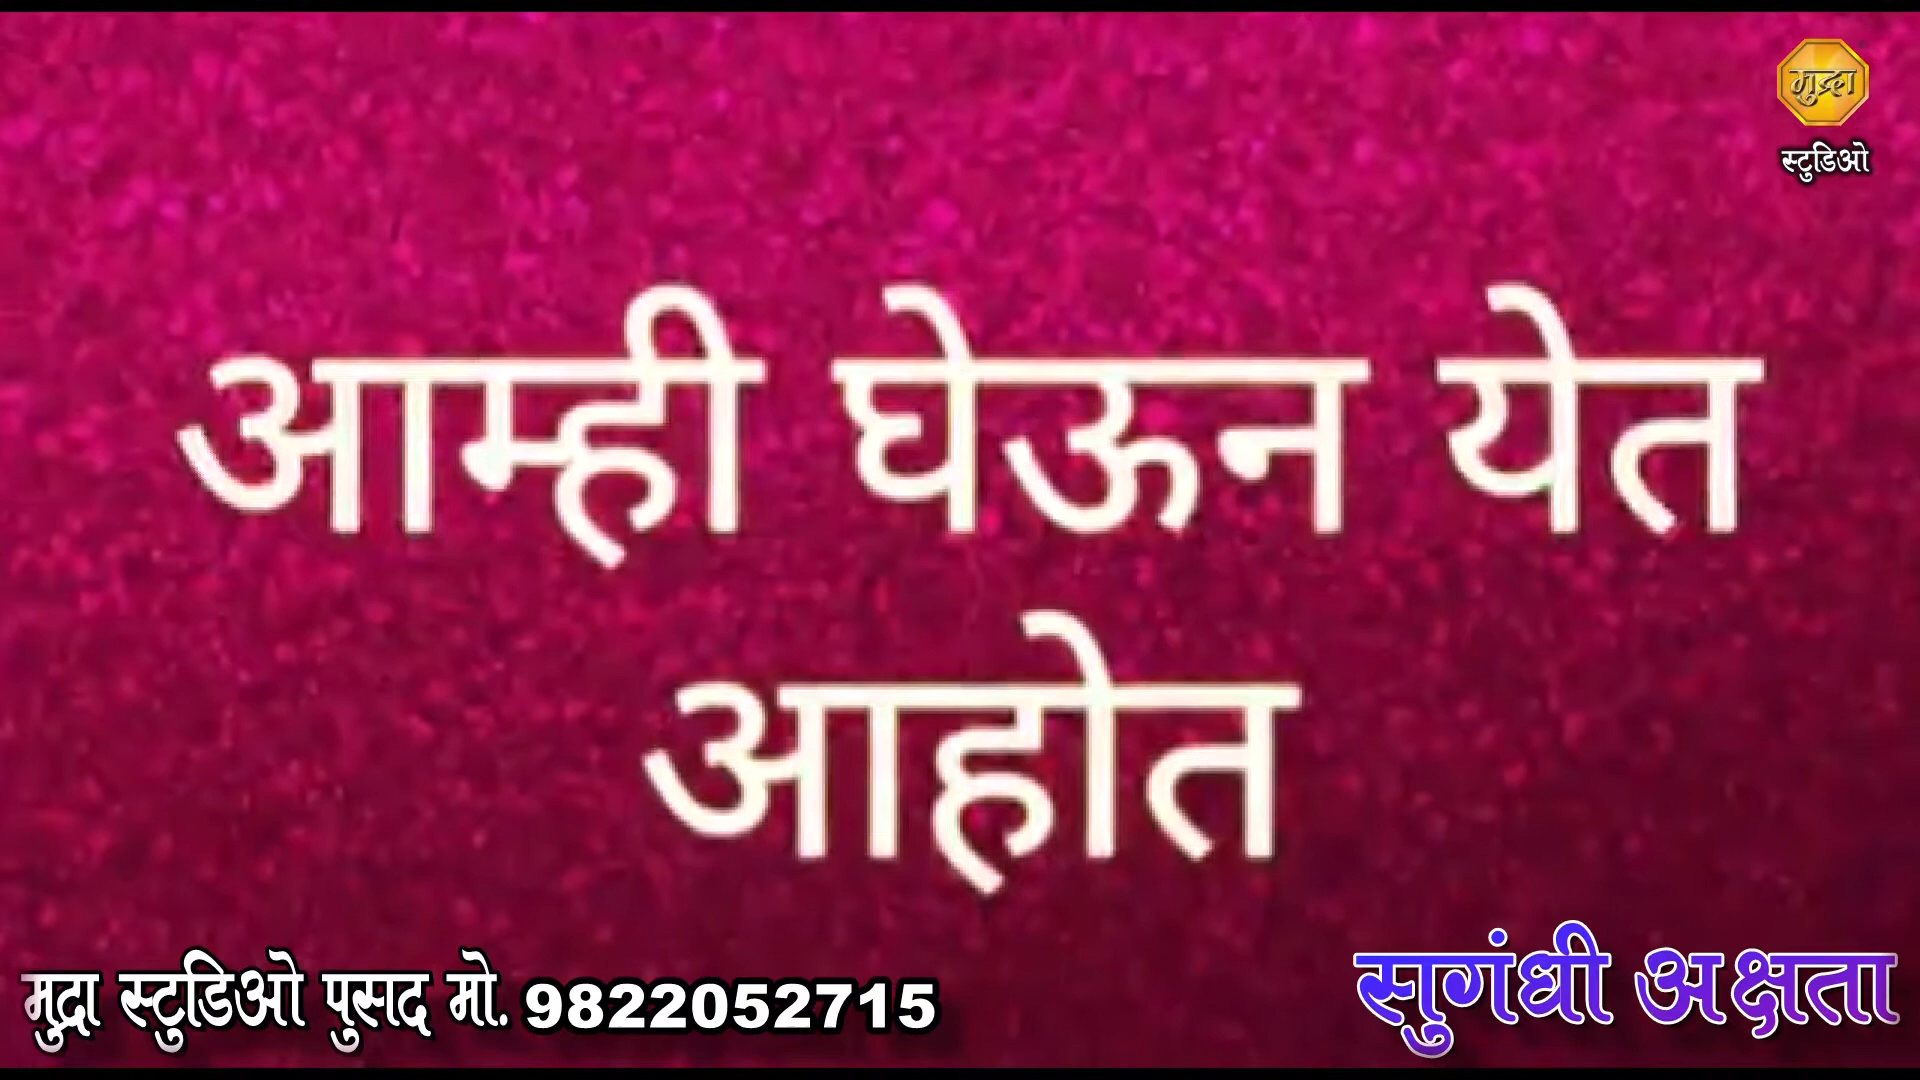 मुद्रा
स्टुडिओ
आम्ही घेऊन येत
आहोत
मुद्रा स्टुडिओ पुसद मो. 9822052715
सुगंधी अक्षता